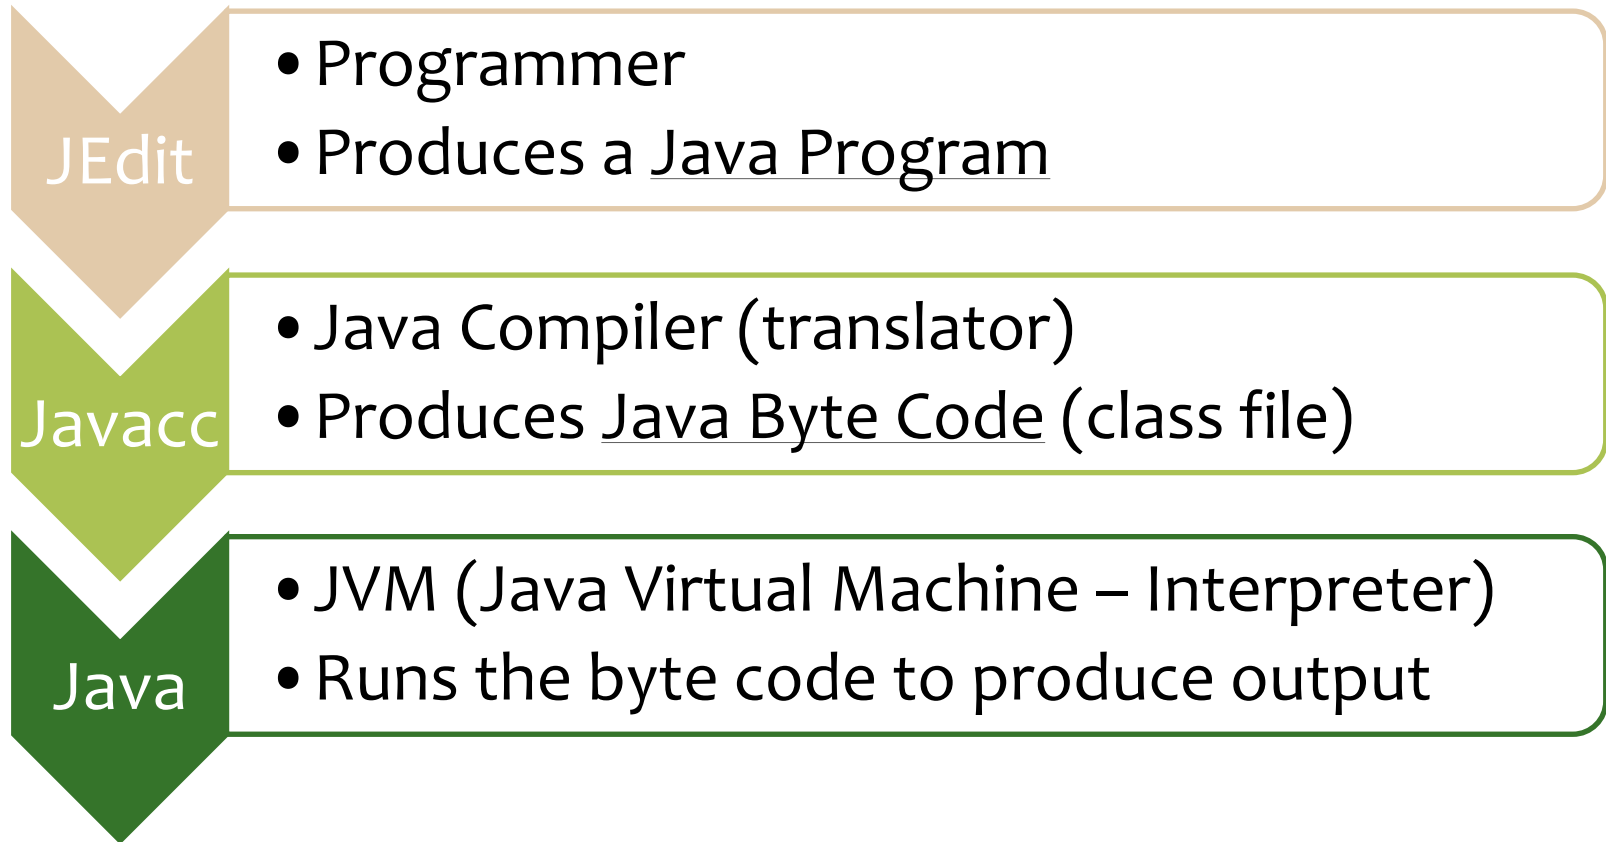 JEdit
• Programmer
• Produces a Java Program
Javacc
• Java Compiler (translator)
• Produces Java Byte Code (class file)
Java
• JVM (Java Virtual Machine – Interpreter)
• Runs the byte code to produce output